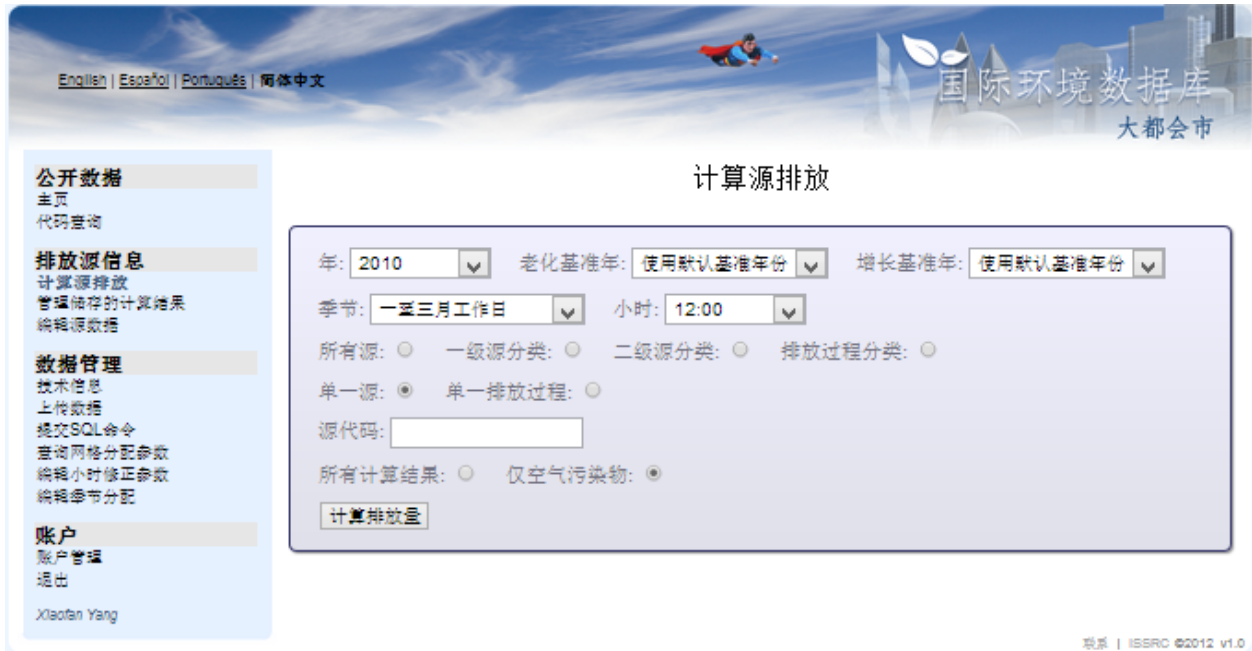 English | Español | Português | 简体中文
国际环境数据库
大都会市
公开数据
主页
代码查询
排放源信息
计算源排放
管理储存的计算结果
编辑源数据
数据管理
技术信息
上传数据
提交SQL命令
查询网格分配参数
编辑小时修正参数
编辑季节分配
账户
账户管理
退出
Xiaofan Yang
计算源排放
年: 2010 老化基准年: 使用默认基准年份 增长基准年: 使用默认基准年份
季节: 一至三月工作日 小时: 12:00
所有源: 一级源分类: 二级源分类: 排放过程分类:
单一源: 单一排放过程:
源代码:
所有计算结果: 仅空气污染物:
计算排放量
联系 | ISSRC ©2012 v1.0